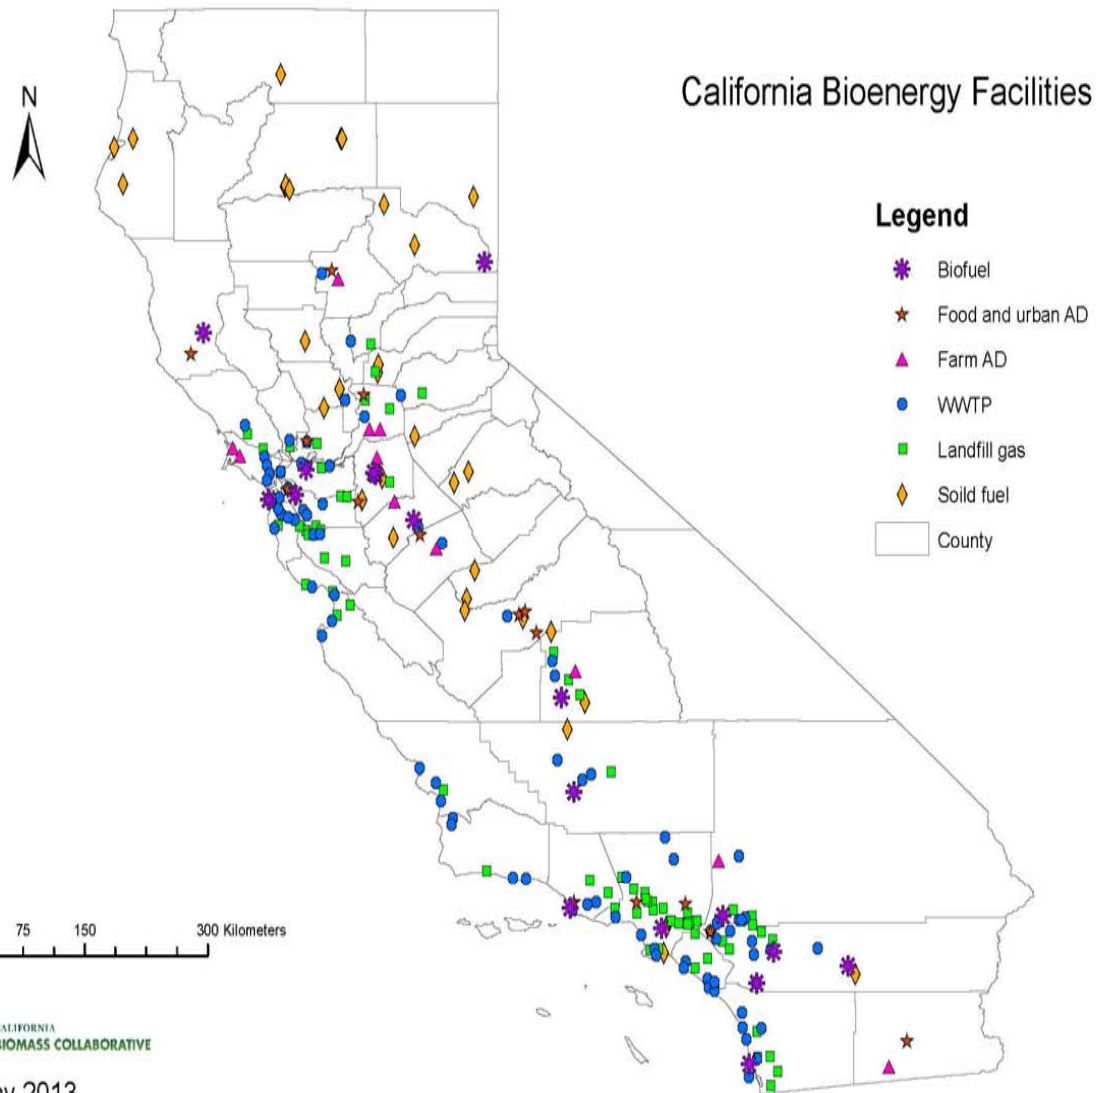 California Bioenergy Facilities
N
Legend
Biofuel
Food and urban AD
Farm AD
WWTP
Landfill gas
Soild fuel
County
75 150 300 Kilometers
CALIFORNIA
BIOMASS COLLABORATIVE
2013